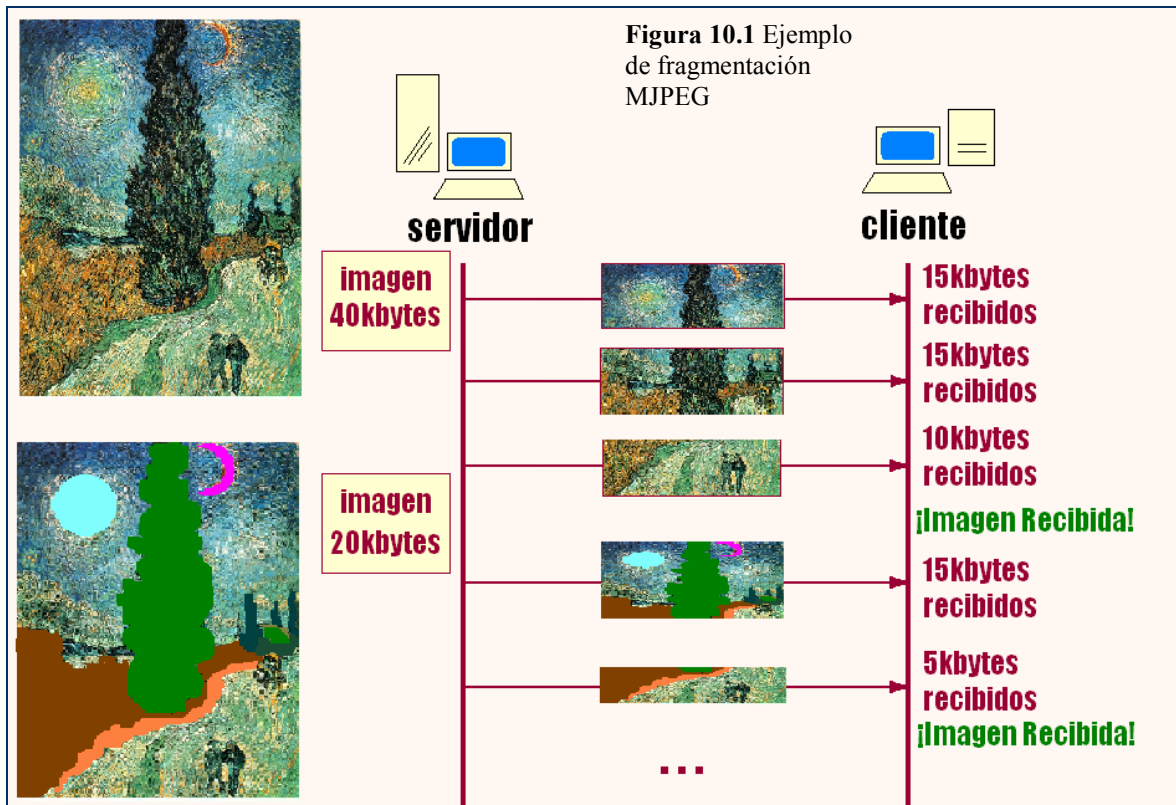 Figura 10.1 Ejemplo
de fragmentación
MJPEG
servidor
cliente
imagen
40kbytes
15kbytes
recibidos
15kbytes
recibidos
10kbytes
recibidos
¡Imagen Recibida!
imagen
20kbytes
15kbytes
recibidos
5kbytes
recibidos
¡Imagen Recibida!
...